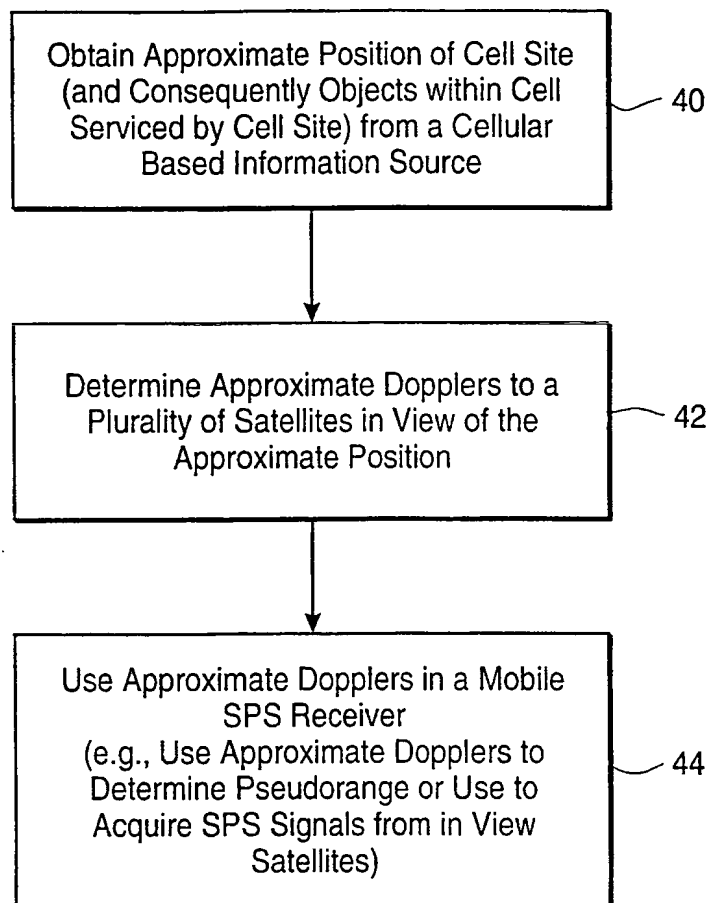 Obtain Approximate Position of Cell Site
(and Consequently Objects within Cell
Serviced by Cell Site) from a Cellular
Based Information Source
40
Determine Approximate Dopplers to a
Plurality of Satellites in View of the
Approximate Position
42
Use Approximate Dopplers in a Mobile
SPS Receiver
(e.g., Use Approximate Dopplers to
Determine Pseudorange or Use to
Acquire SPS Signals from in View
Satellites)
44